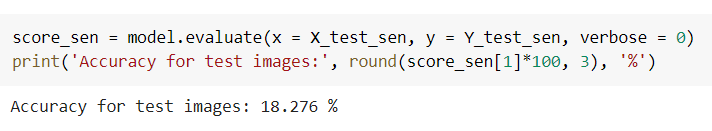 score_sen = model.evaluate(x = X_test_sen, y = Y_test_sen, verbose = 0)
print('Accuracy for test images:', round(score_sen[1]*100, 3), '%')
Accuracy for test images: 18.276 %